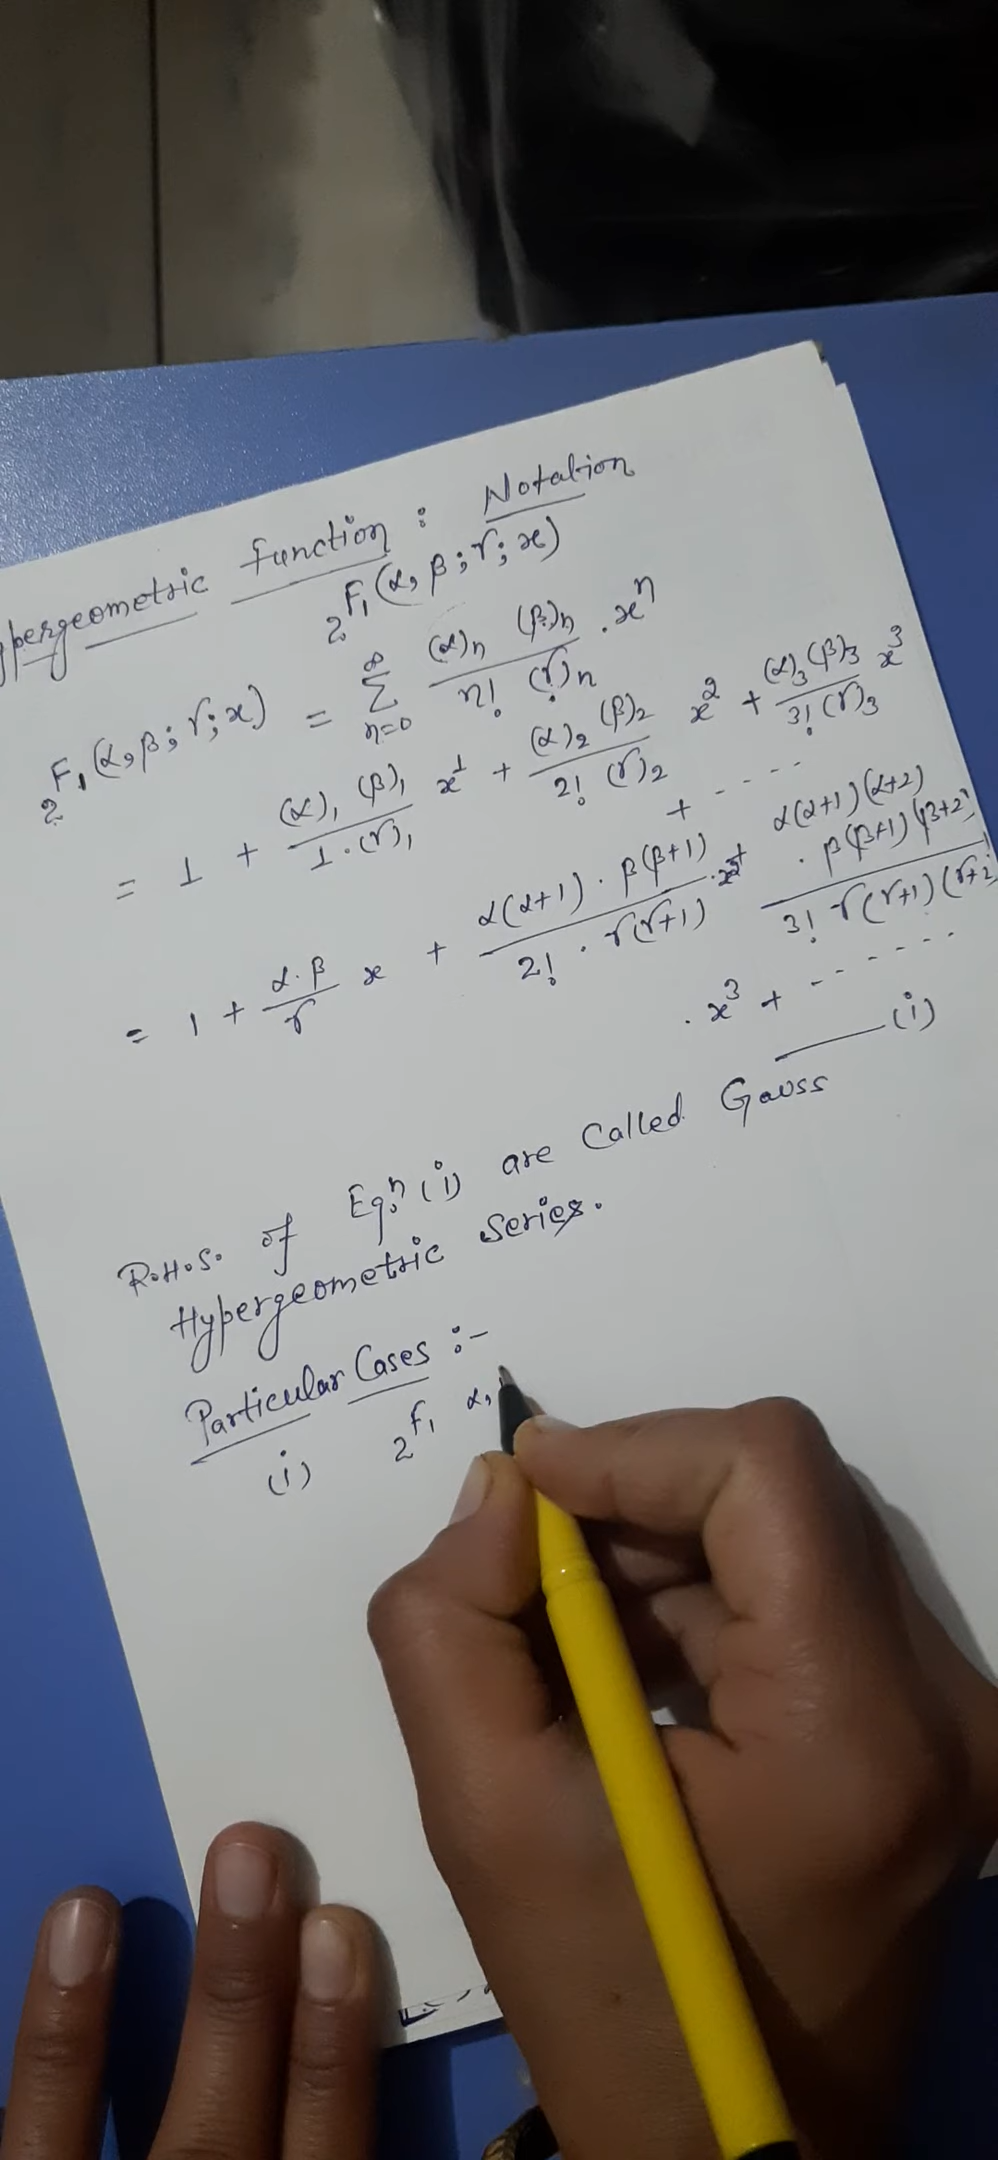 pergeometric function : Notation
₂F₁(α, β; γ; x)
₂F₁(α, β; γ; x) = ∞ Σ n=0 (α)n (β)n / n! (γ)n . xⁿ
= 1 + (α)₁ (β)₁ / 1·(γ)₁ x¹ + (α)₂ (β)₂ / 2! (γ)₂ x² + (α)₃ (β)₃ / 3! (γ)₃ x³
+ - - - -
= 1 + α·β / γ x + α(α+1) · β(β+1) / 2! · γ(γ+1) · x² + α(α+1)(α+2) · β(β+1)(β+2) / 3! γ(γ+1)(γ+2
. x³ + - - - - - -
(i)
R.H.S. of Eqⁿ (i) are called Gauss
Hypergeometric series.
Particular Cases :-
(i) ₂F₁ α,